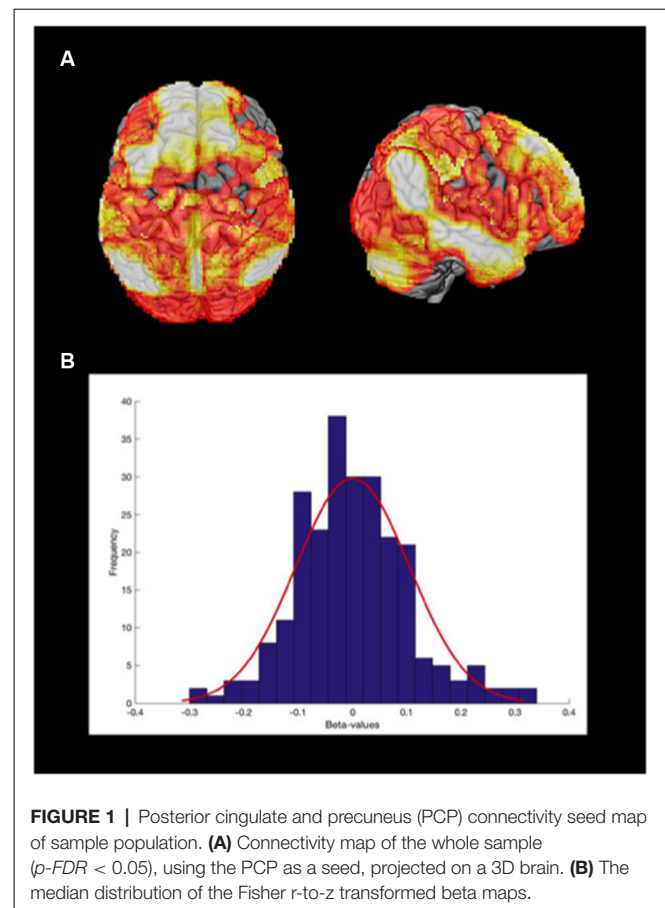 A
B
40
35
30
25
20
15
10
5
0
Frequency
-0.4
-0.3
-0.2
-0.1
0
0.1
0.2
0.3
0.4
Beta-values
FIGURE 1 | Posterior cingulate and precuneus (PCP) connectivity seed map
of sample population. (A) Connectivity map of the whole sample
(p-FDR < 0.05), using the PCP as a seed, projected on a 3D brain. (B) The
median distribution of the Fisher r-to-z transformed beta maps.